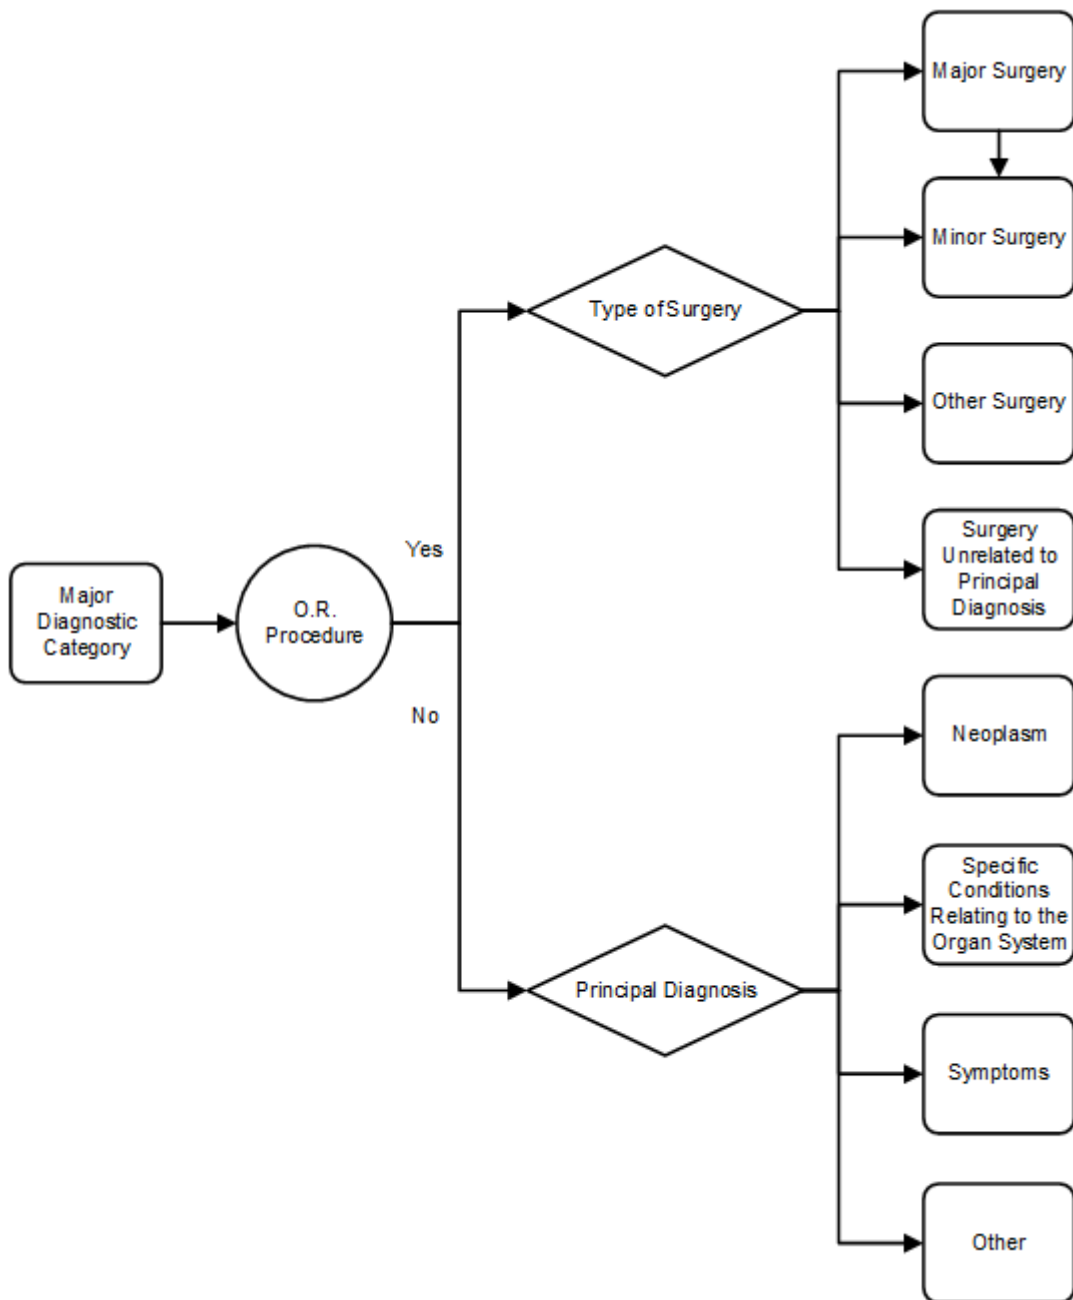 Major Surgery
Minor Surgery
Type of Surgery
Other Surgery
Surgery
Unrelated to
Principal
Diagnosis
Yes
Major
Diagnostic
Category
O.R.
Procedure
No
Neoplasm
Specific
Conditions
Relating to the
Organ System
Principal Diagnosis
Symptoms
Other